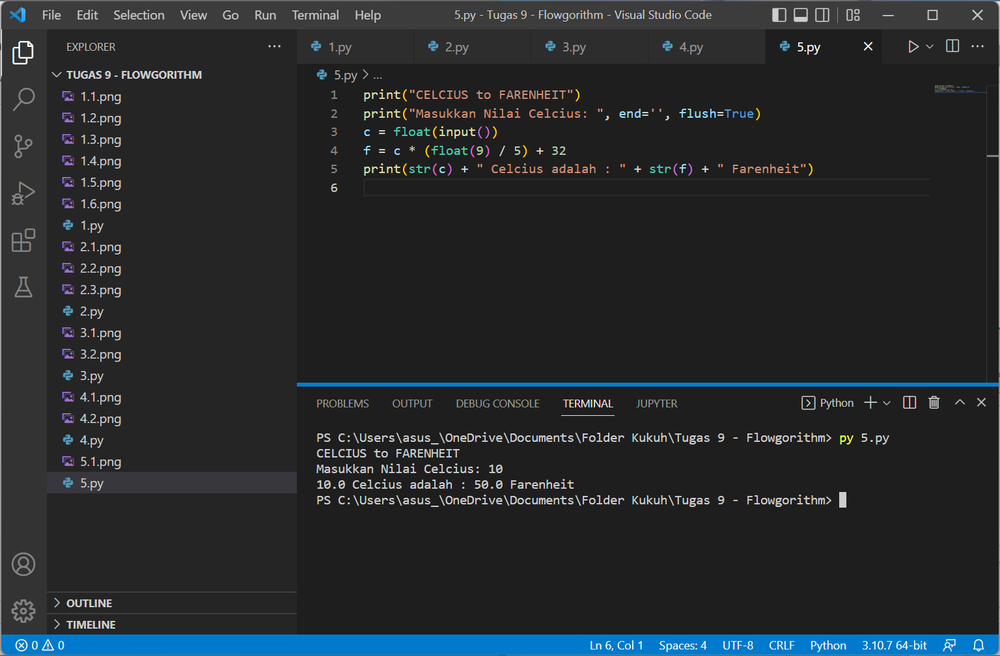 File Edit Selection View Go Run Terminal Help 5.py - Tugas 9 - Flowgorithm - Visual Studio Code
EXPLORER
TUGAS 9 - FLOWGORITHM
1.1.png
1.2.png
1.3.png
1.4.png
1.5.png
1.6.png
1.py
2.1.png
2.2.png
2.3.png
2.py
3.1.png
3.2.png
3.py
4.1.png
4.2.png
4.py
5.1.png
5.py
OUTLINE
TIMELINE
1.py 2.py 3.py 4.py 5.py
5.py > ...
1 print("CELCIUS to FARENHEIT")
2 print("Masukkan Nilai Celcius: ", end='', flush=True)
3 c = float(input())
4 f = c * (float(9) / 5) + 32
5 print(str(c) + " Celcius adalah : " + str(f) + " Farenheit")
6
PROBLEMS OUTPUT DEBUG CONSOLE TERMINAL JUPYTER Python
PS C:\Users\asus_\OneDrive\Documents\Folder Kukuh\Tugas 9 - Flowgorithm> py 5.py
CELCIUS to FARENHEIT
Masukkan Nilai Celcius: 10
10.0 Celcius adalah : 50.0 Farenheit
PS C:\Users\asus_\OneDrive\Documents\Folder Kukuh\Tugas 9 - Flowgorithm>
0 0 Ln 6, Col 1 Spaces: 4 UTF-8 CRLF Python 3.10.7 64-bit